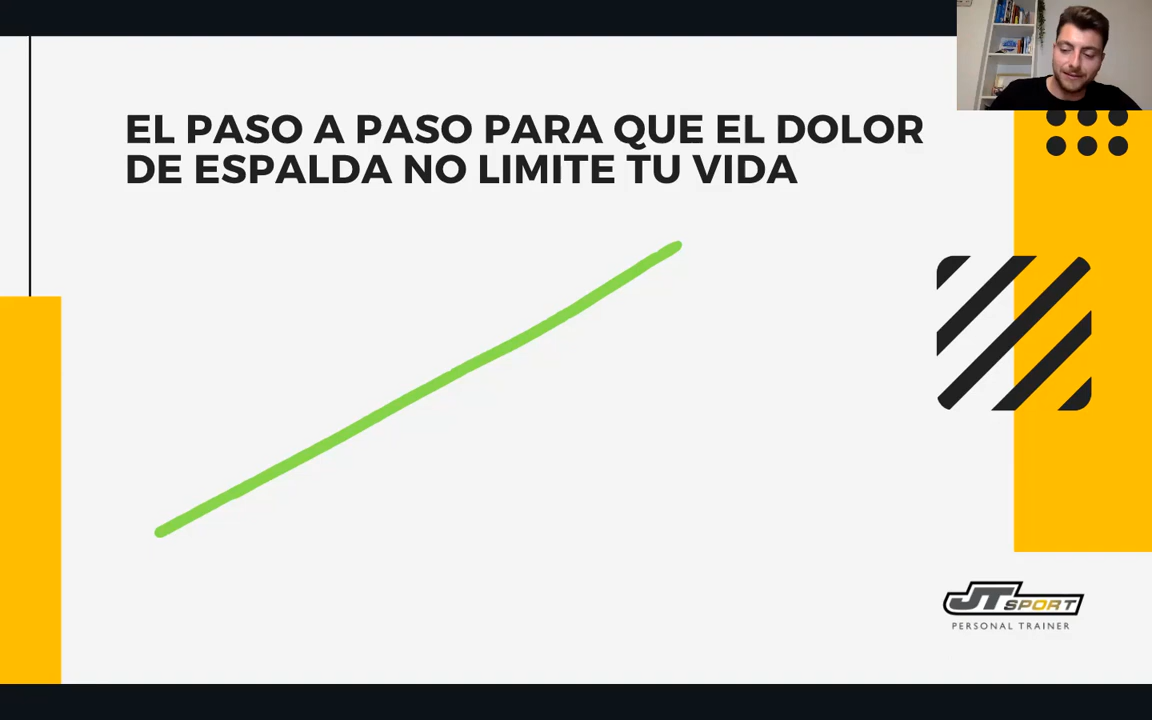 EL PASO A PASO PARA QUE EL DOLOR
DE ESPALDA NO LIMITE TU VIDA
JT SPORT
PERSONAL TRAINER